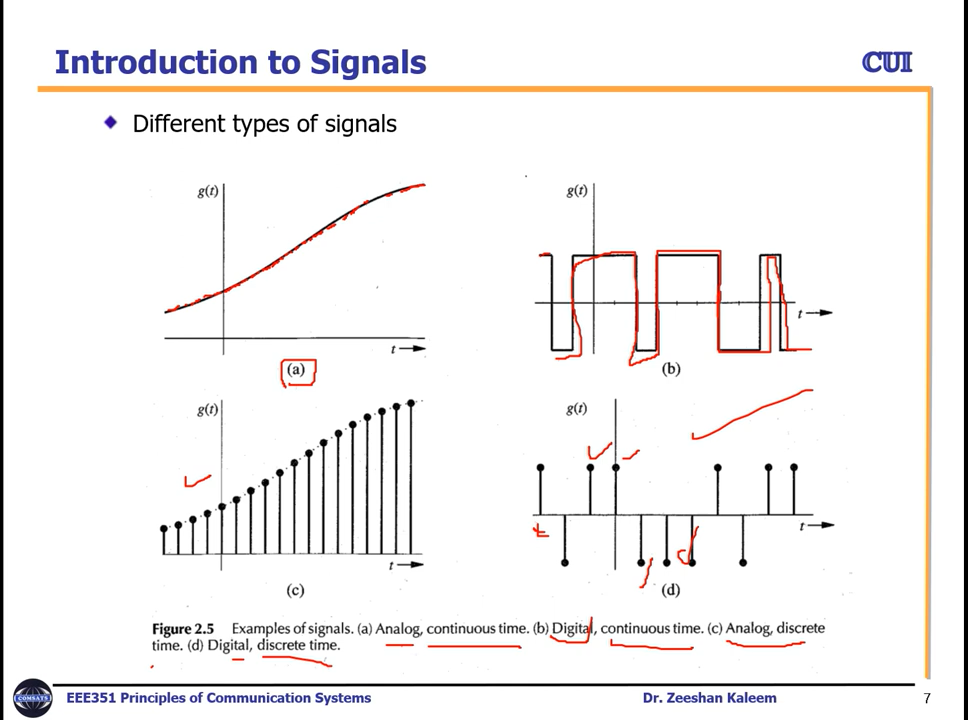 Introduction to Signals
CUI
Different types of signals
g(t)
t
(a)
g(t)
t
(b)
g(t)
t
(c)
g(t)
t
(d)
Figure 2.5 Examples of signals. (a) Analog, continuous time. (b) Digital, continuous time. (c) Analog, discrete
time. (d) Digital, discrete time.
COMSATS
EEE351 Principles of Communication Systems
Dr. Zeeshan Kaleem
7